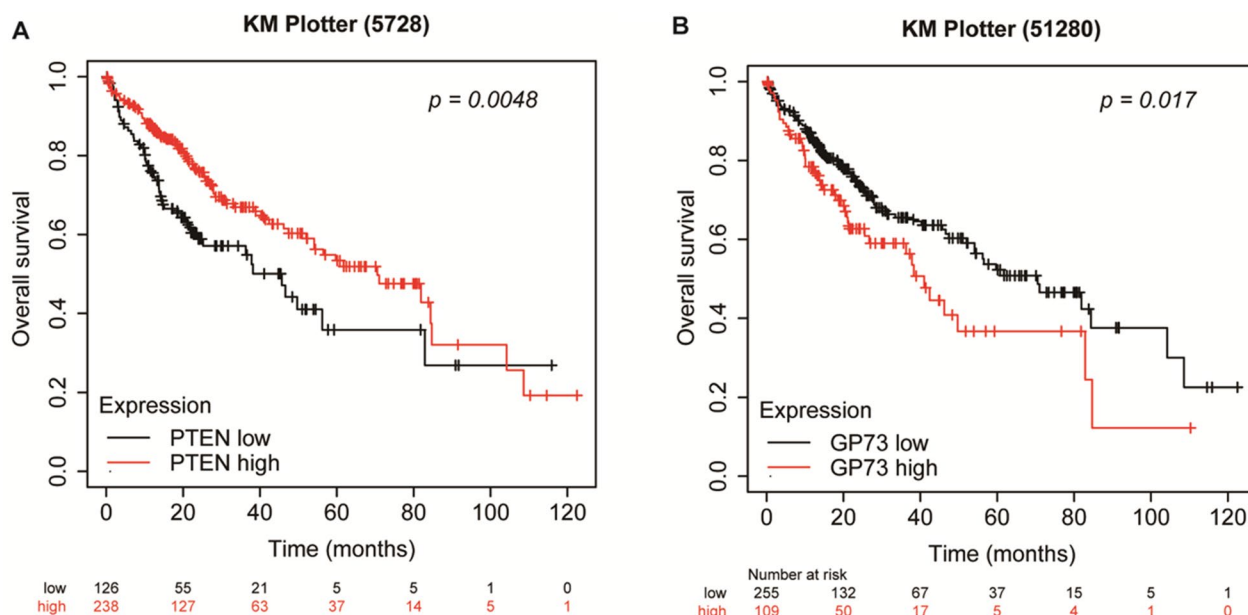 A
KM Plotter (5728)
p = 0.0048
Overall survival
1.0
0.8
0.6
0.4
0.2
0.0
Expression
PTEN low
PTEN high
0 20 40 60 80 100 120
Time (months)
low 126 55 21 5 5 1 0
high 238 127 63 37 14 5 1
B
KM Plotter (51280)
p = 0.017
Overall survival
1.0
0.8
0.6
0.4
0.2
0.0
Expression
GP73 low
GP73 high
0 20 40 60 80 100 120
Time (months)
Number at risk
low 255 132 67 37 15 5 1
high 109 50 17 5 4 1 0